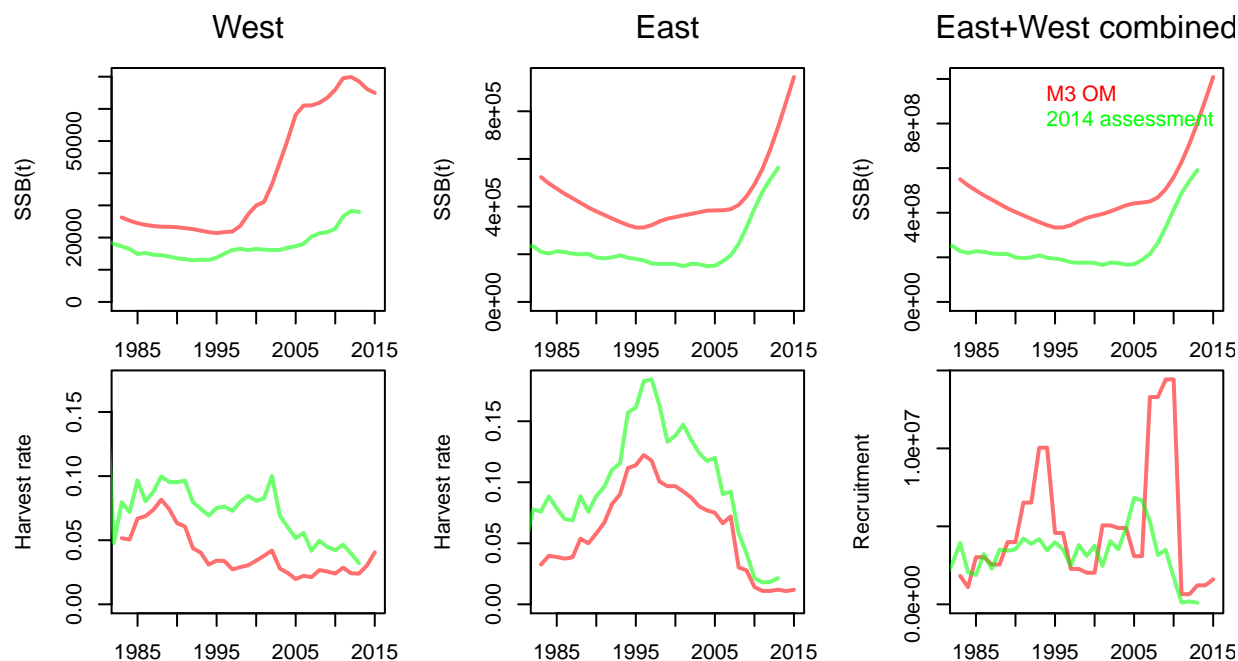 West
East
East+West combined
SSB(t)
0
20000
50000
1985
1995
2005
2015
SSB(t)
0e+00
4e+05
8e+05
1985
1995
2005
2015
SSB(t)
0e+00
4e+08
8e+08
M3 OM
2014 assessment
1985
1995
2005
2015
Harvest rate
0.00
0.05
0.10
0.15
1985
1995
2005
2015
Harvest rate
0.00
0.05
0.10
0.15
1985
1995
2005
2015
Recruitment
0.0e+00
1.0e+07
1985
1995
2005
2015